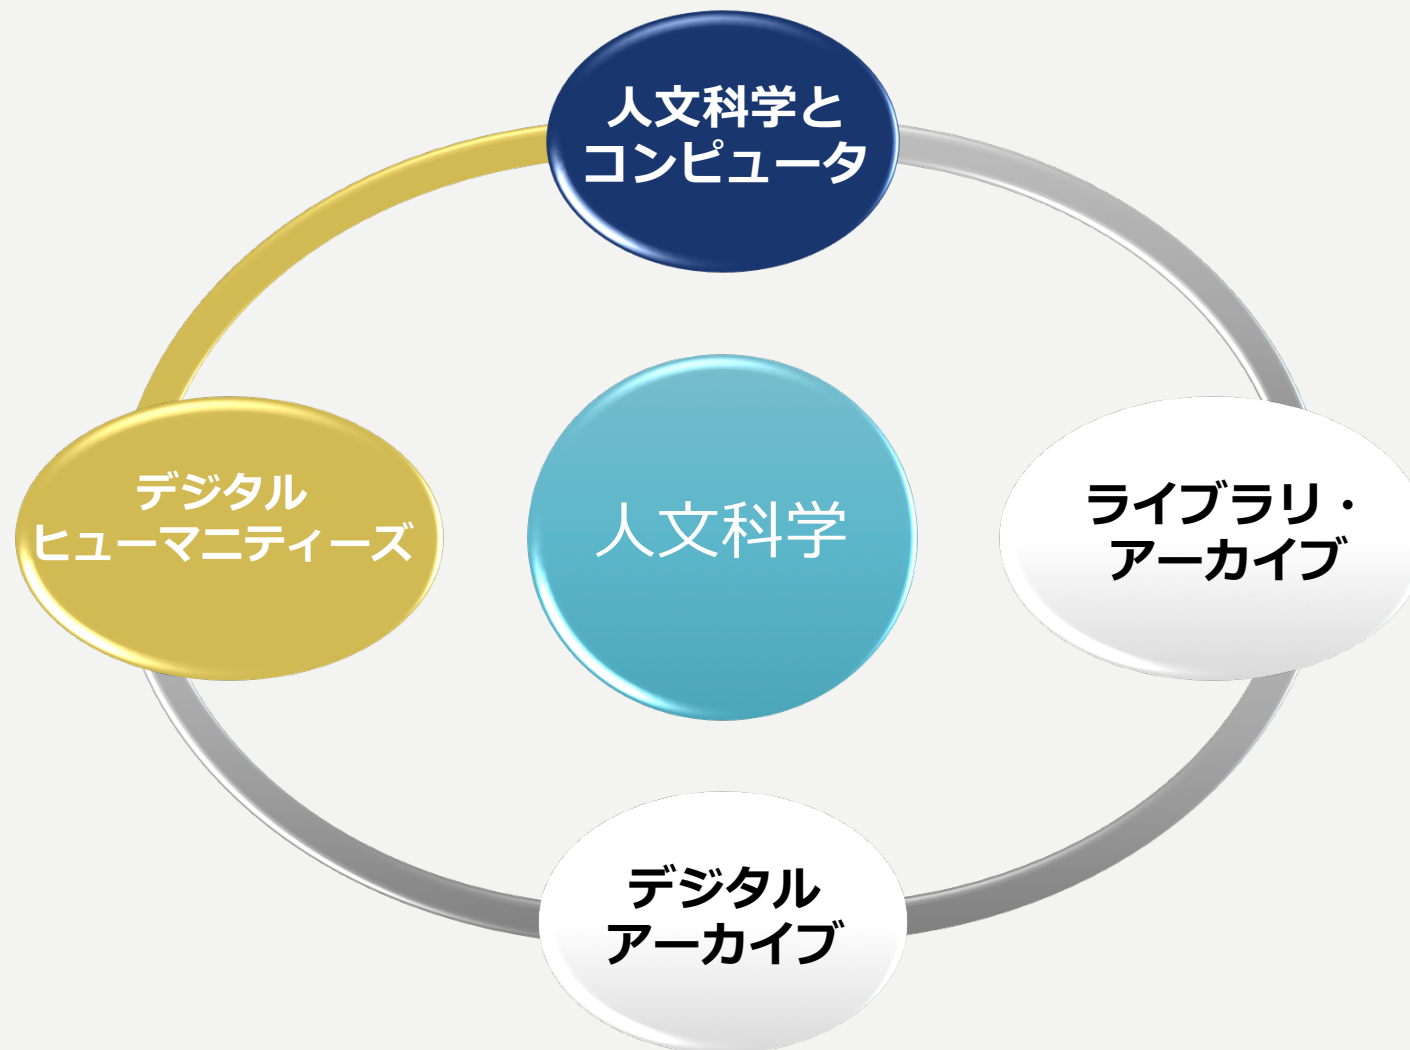 人文科学と
コンピュータ
デジタル
ヒューマニティーズ
人文科学
ライブラリ・
アーカイブ
デジタル
アーカイブ